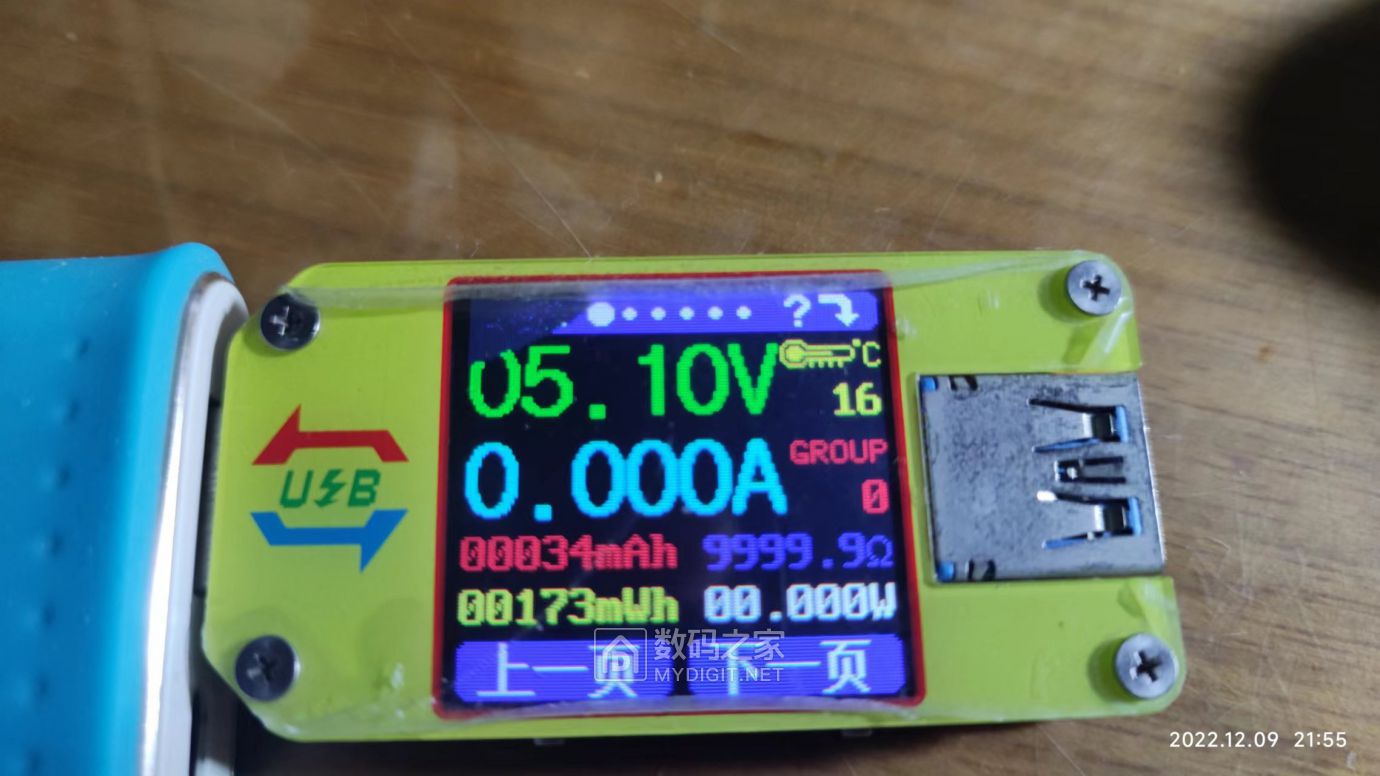 ?
05.10V °C
16
0.000A GROUP
0
USB
00034mAh 9999.9Ω
00173mWh 00.000W
上一页 下一页
数码之家
MYDIGIT.NET
2022.12.09 21:55